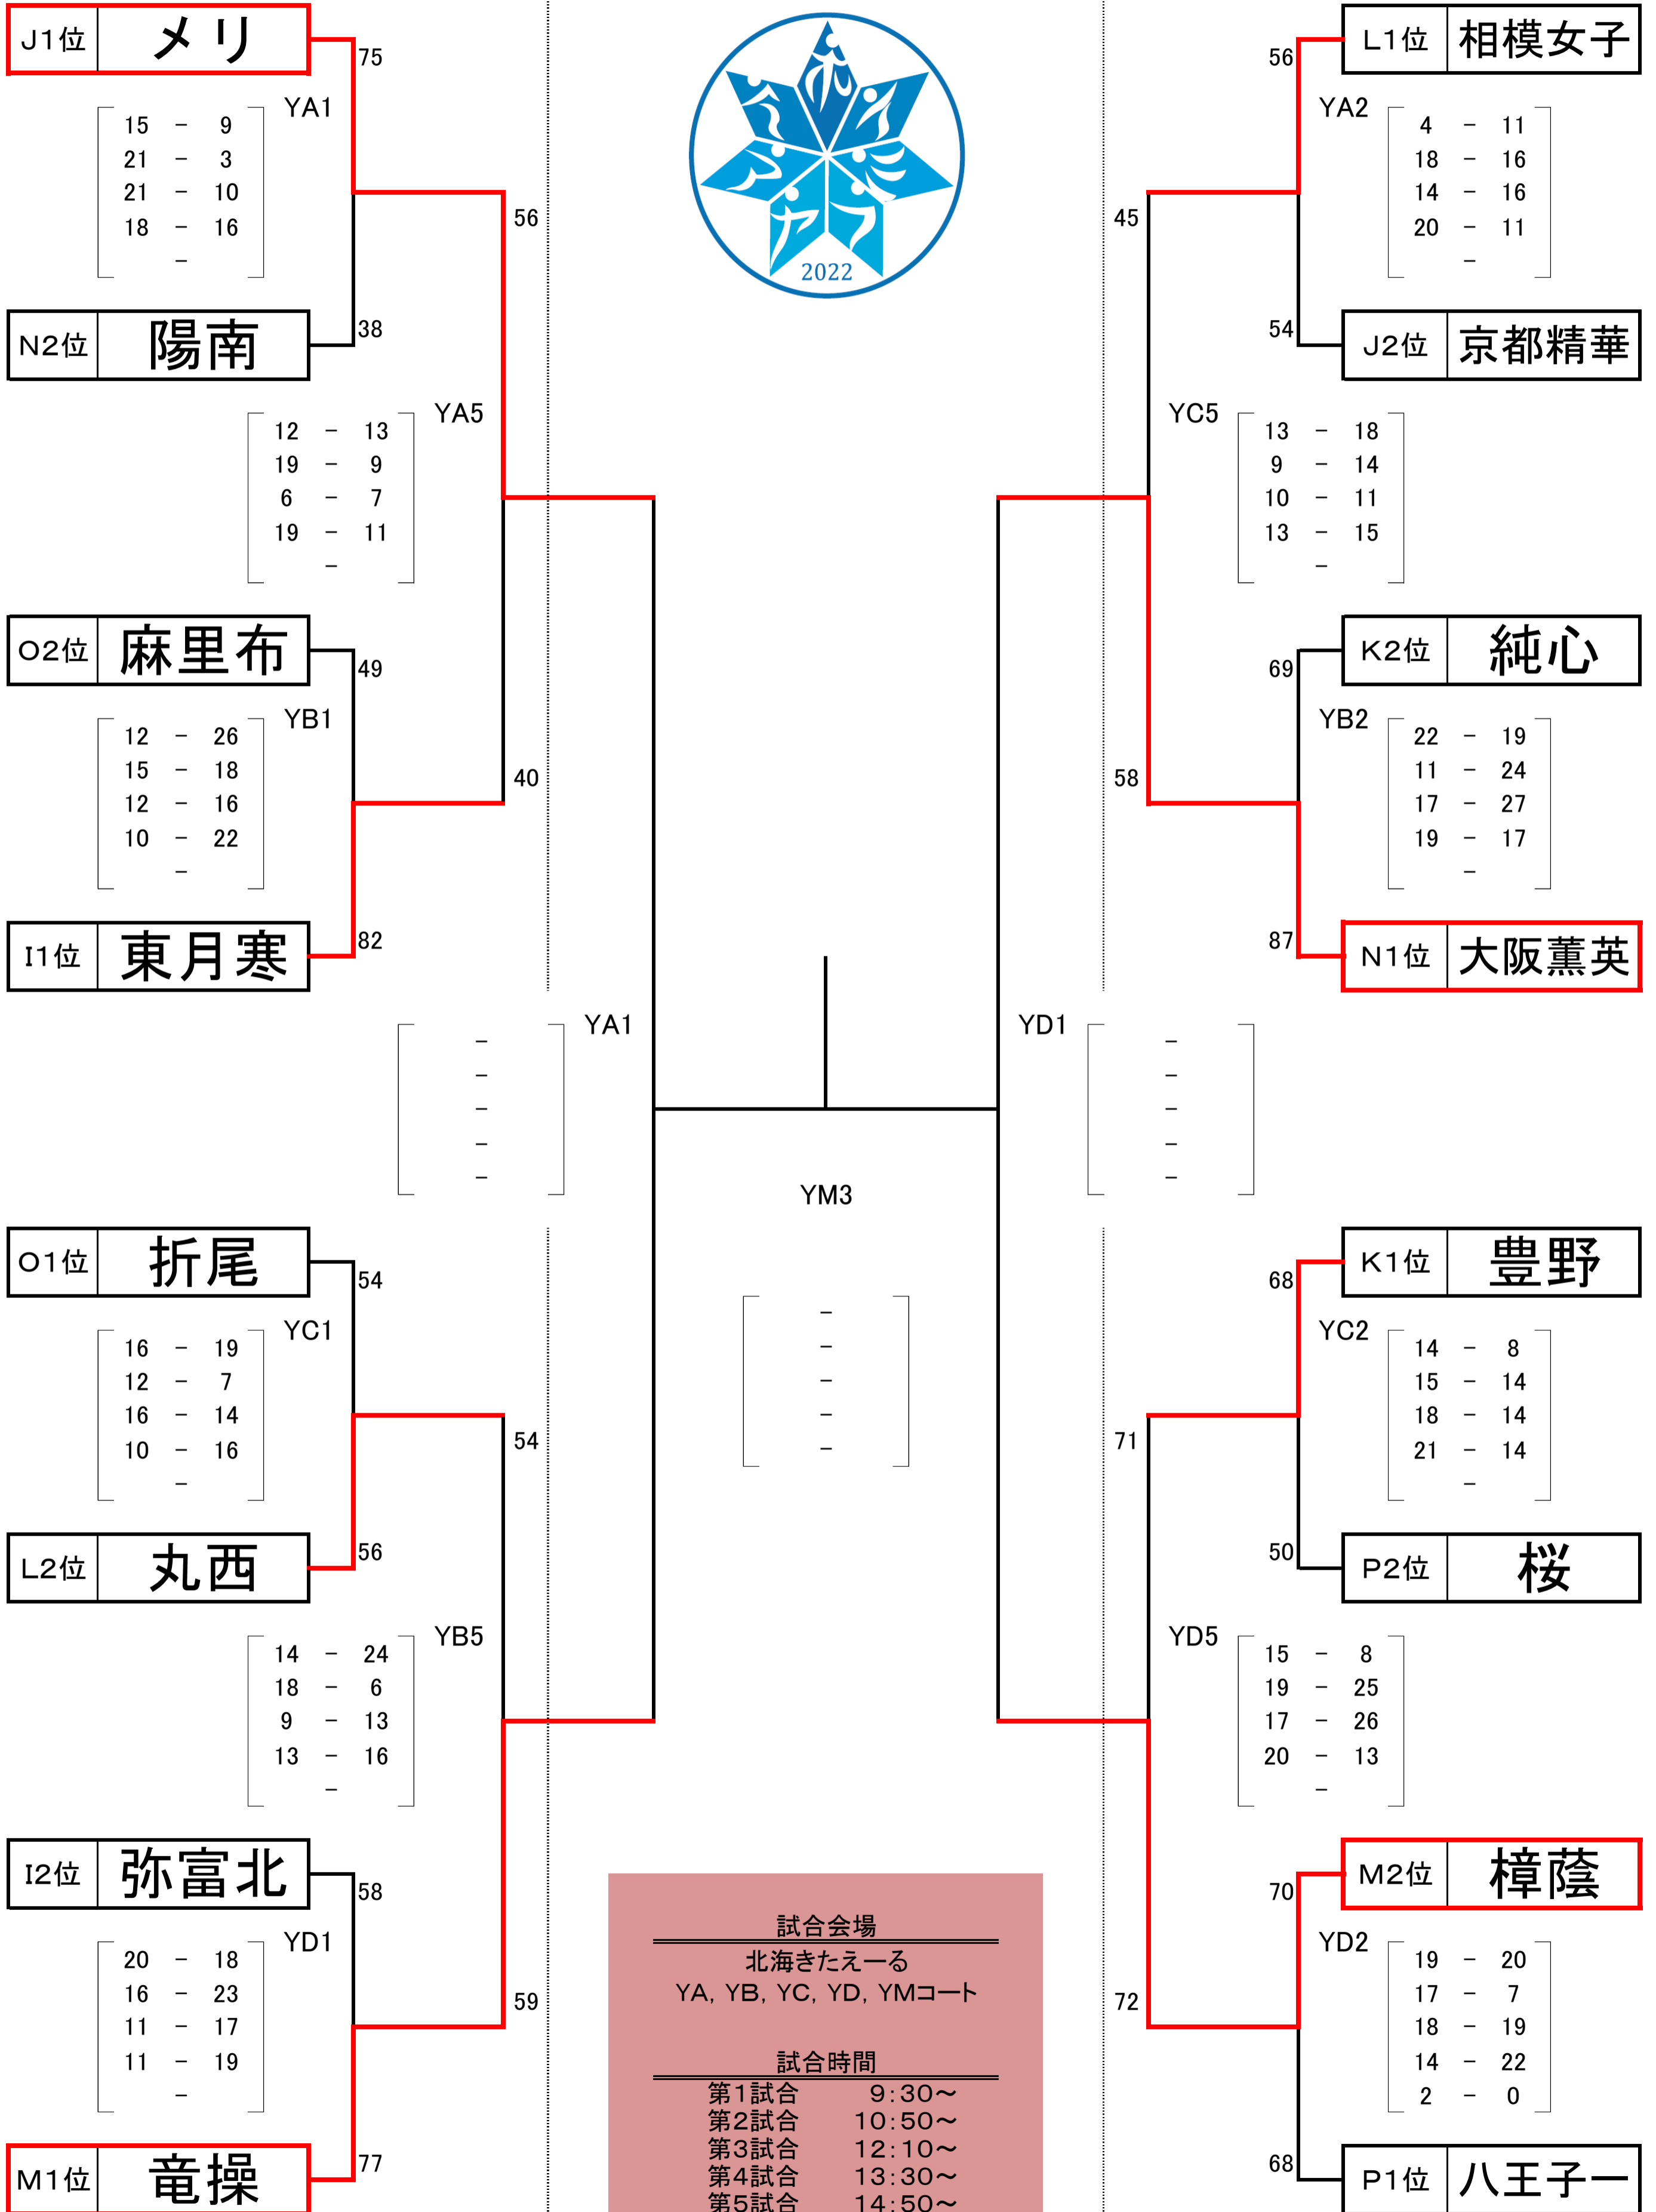 J1位 メリ
75
YA1
15 - 9
21 - 3
21 - 10
18 - 16
-
N2位 陽南
38
56
YA5
12 - 13
19 - 9
6 - 7
19 - 11
-
O2位 麻里布
49
YB1
12 - 26
15 - 18
12 - 16
10 - 22
-
I1位 東月寒
82
40
YA1
-
-
-
-
-
O1位 折尾
54
YC1
16 - 19
12 - 7
16 - 14
10 - 16
-
L2位 丸西
56
54
YB5
14 - 24
18 - 6
9 - 13
13 - 16
-
I2位 弥富北
58
YD1
20 - 18
16 - 23
11 - 17
11 - 19
-
M1位 竜操
77
59
2022
YM3
-
-
-
-
-
試合会場
北海きたえーる
YA, YB, YC, YD, YMコート
試合時間
第1試合 9:30～
第2試合 10:50～
第3試合 12:10～
第4試合 13:30～
第5試合 14:50～
56
L1位 相模女子
YA2
4 - 11
18 - 16
14 - 16
20 - 11
-
45
54
J2位 京都精華
YC5
13 - 18
9 - 14
10 - 11
13 - 15
-
69
K2位 純心
YB2
22 - 19
11 - 24
17 - 27
19 - 17
-
58
87
N1位 大阪薫英
YD1
-
-
-
-
-
68
K1位 豊野
YC2
14 - 8
15 - 14
18 - 14
21 - 14
-
71
50
P2位 桜
YD5
15 - 8
19 - 25
17 - 26
20 - 13
-
70
M2位 樟蔭
YD2
19 - 20
17 - 7
18 - 19
14 - 22
2 - 0
72
68
P1位 八王子一